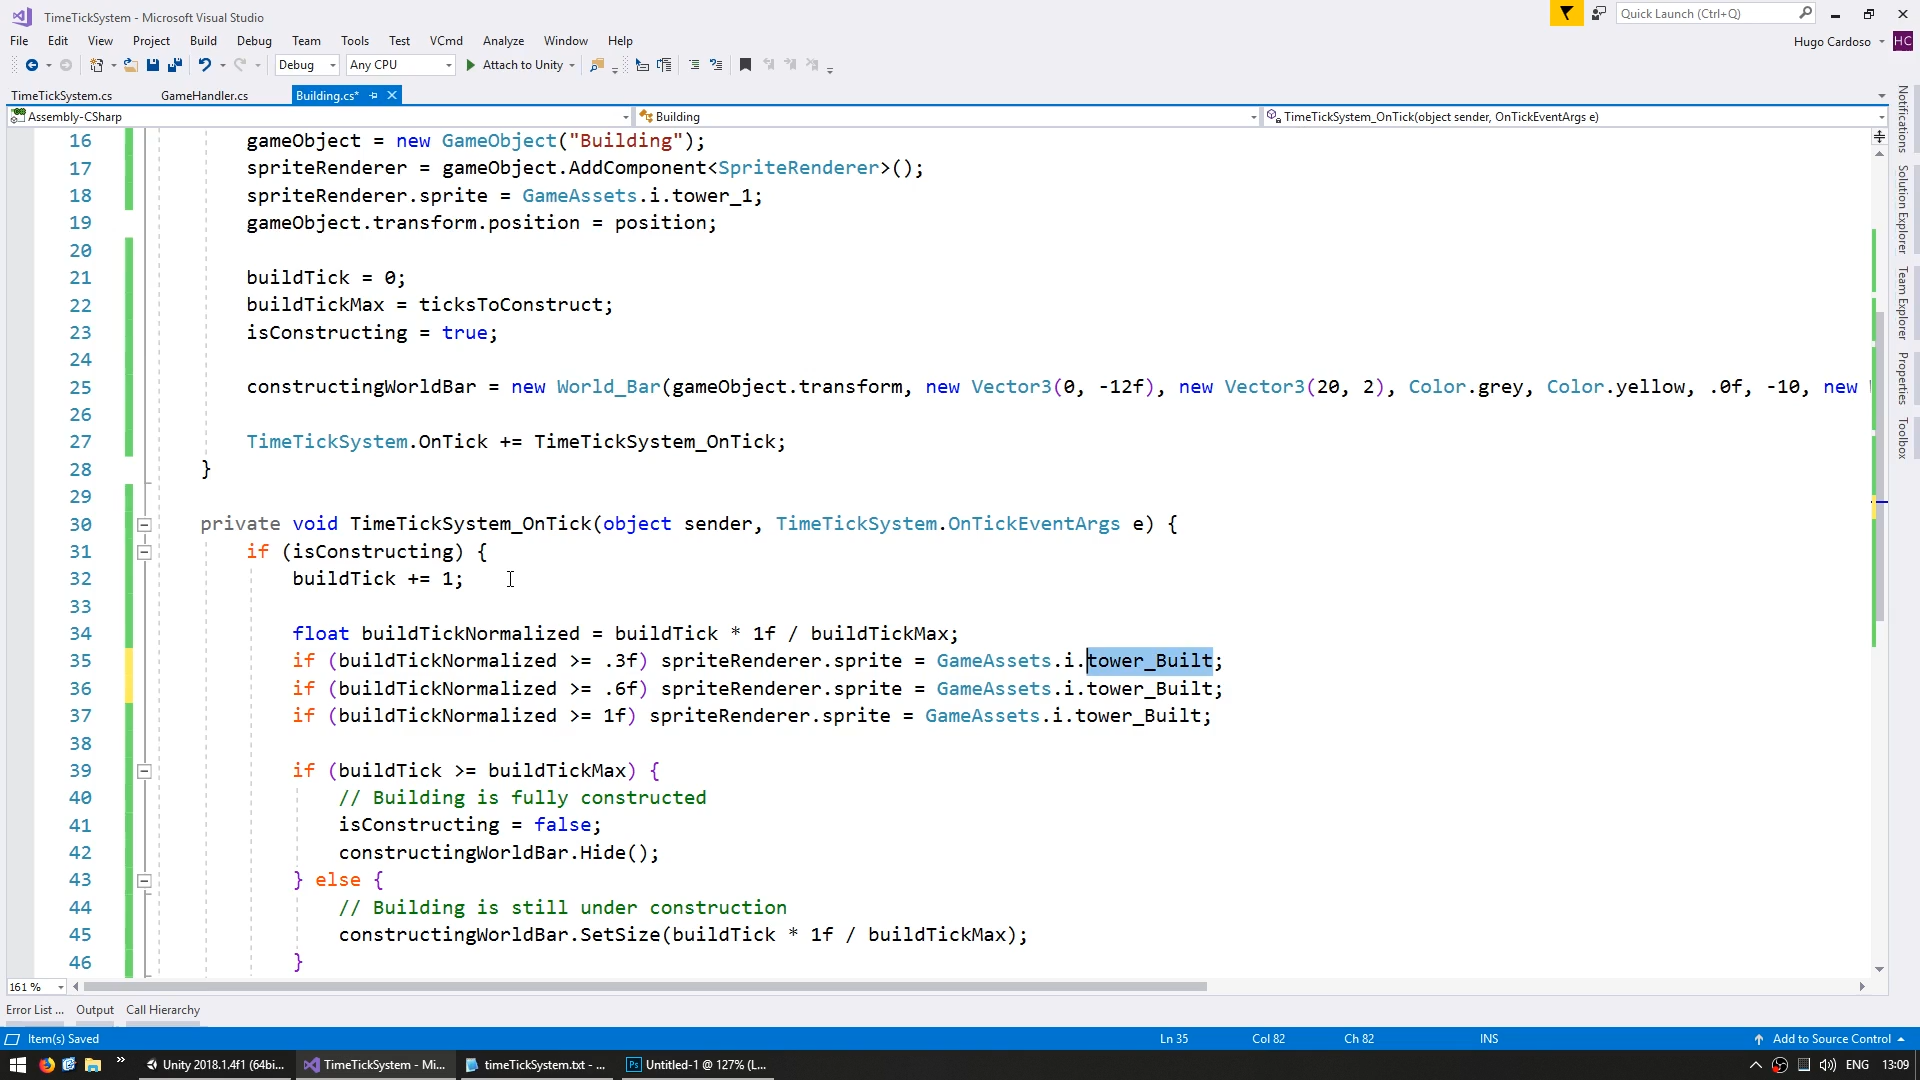 TimeTickSystem - Microsoft Visual Studio
Quick Launch (Ctrl+Q)
File Edit View Project Build Debug Team Tools Test VCmd Analyze Window Help
Hugo Cardoso HC
Debug Any CPU Attach to Unity
TimeTickSystem.cs GameHandler.cs Building.cs*
Assembly-CSharp Building TimeTickSystem_OnTick(object sender, OnTickEventArgs e)
16 gameObject = new GameObject("Building");
17 spriteRenderer = gameObject.AddComponent<SpriteRenderer>();
18 spriteRenderer.sprite = GameAssets.i.tower_1;
19 gameObject.transform.position = position;
20
21 buildTick = 0;
22 buildTickMax = ticksToConstruct;
23 isConstructing = true;
24
25 constructingWorldBar = new World_Bar(gameObject.transform, new Vector3(0, -12f), new Vector3(20, 2), Color.grey, Color.yellow, .0f, -10, new
26
27 TimeTickSystem.OnTick += TimeTickSystem_OnTick;
28 }
29
30 private void TimeTickSystem_OnTick(object sender, TimeTickSystem.OnTickEventArgs e) {
31 if (isConstructing) {
32 buildTick += 1;
33
34 float buildTickNormalized = buildTick * 1f / buildTickMax;
35 if (buildTickNormalized >= .3f) spriteRenderer.sprite = GameAssets.i.tower_Built;
36 if (buildTickNormalized >= .6f) spriteRenderer.sprite = GameAssets.i.tower_Built;
37 if (buildTickNormalized >= 1f) spriteRenderer.sprite = GameAssets.i.tower_Built;
38
39 if (buildTick >= buildTickMax) {
40 // Building is fully constructed
41 isConstructing = false;
42 constructingWorldBar.Hide();
43 } else {
44 // Building is still under construction
45 constructingWorldBar.SetSize(buildTick * 1f / buildTickMax);
46 }
Notifications
Solution Explorer
Team Explorer
Properties
Toolbox
161 %
Error List ... Output Call Hierarchy
Item(s) Saved Ln 35 Col 82 Ch 82 INS Add to Source Control
Unity 2018.1.4f1 (64bi... TimeTickSystem - Mi... timeTickSystem.txt - ... Ps Untitled-1 @ 127% (L... ENG 13:09